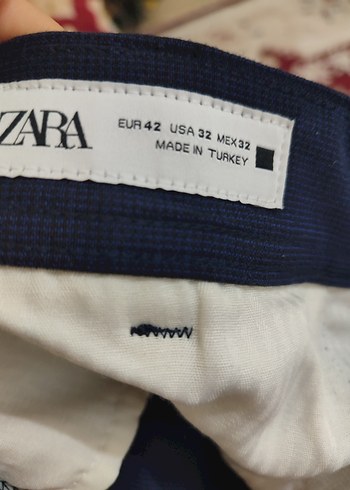 ZARA
EUR 42 USA 32 MEX 32
MADE IN TURKEY